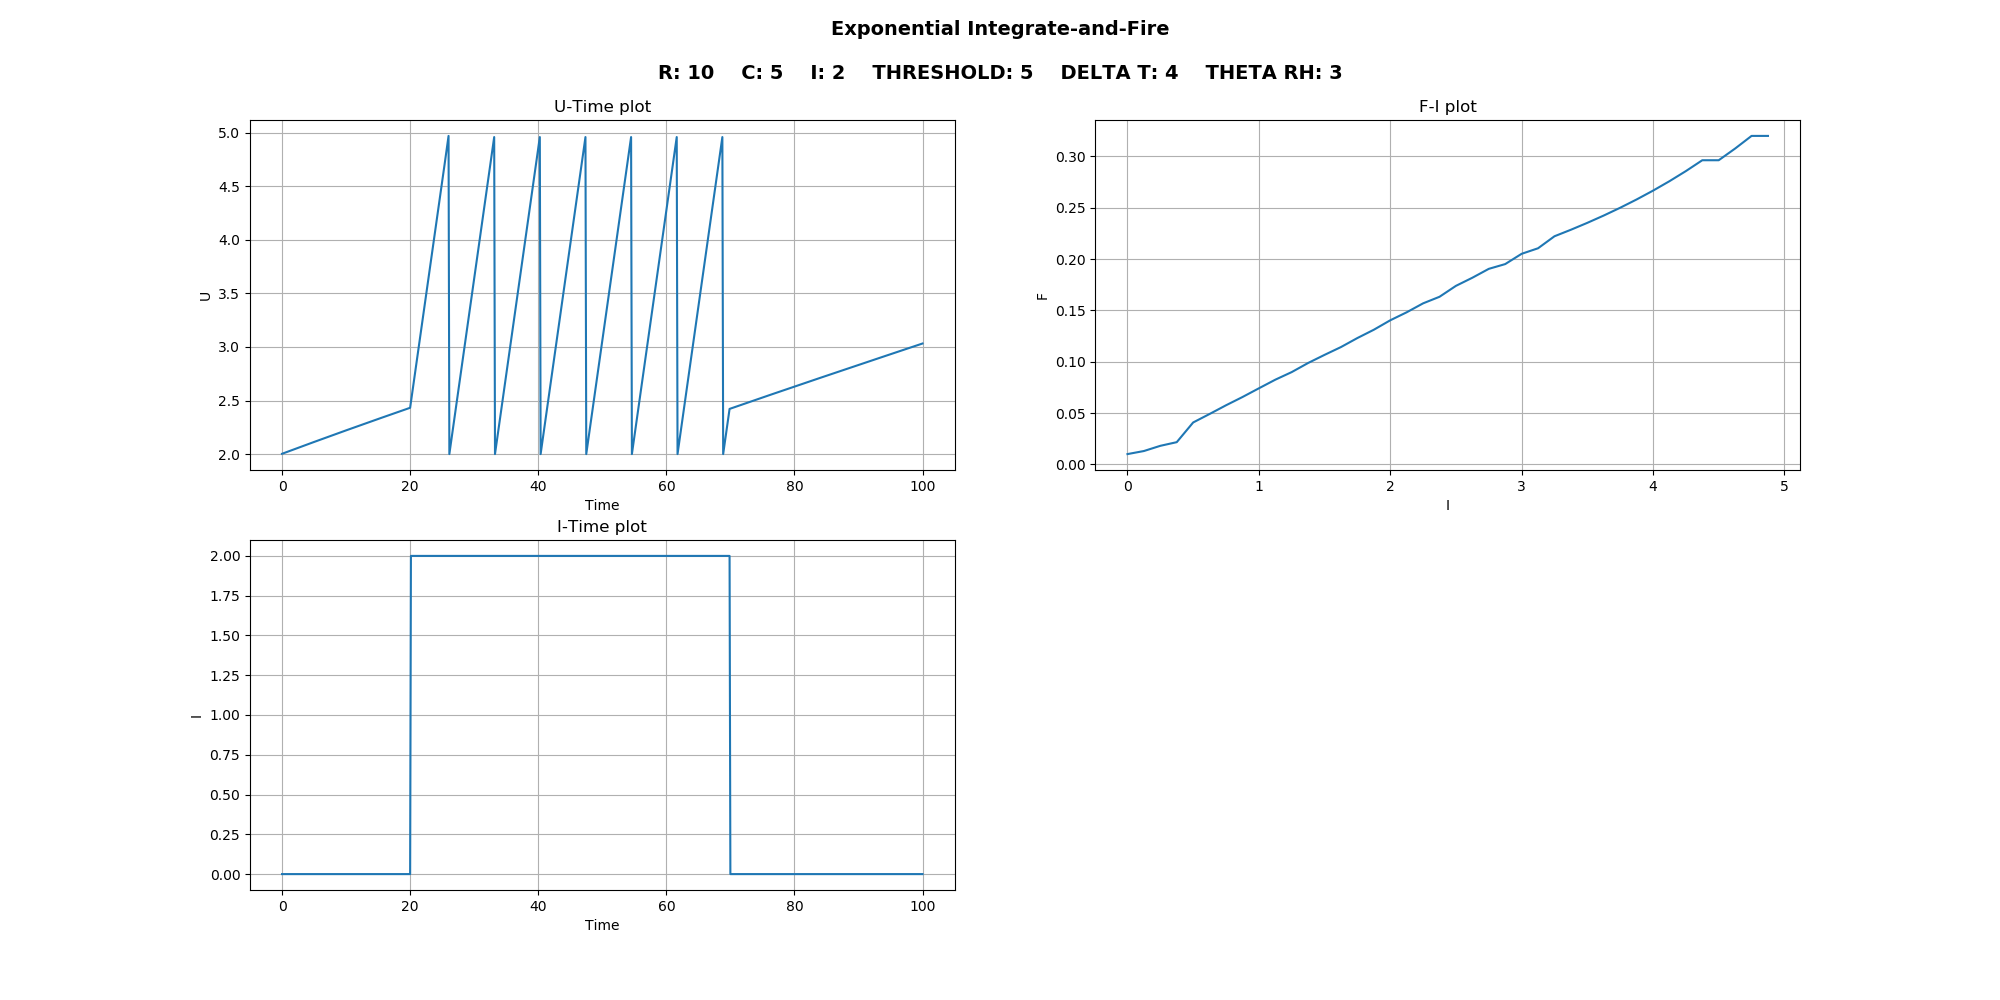 Exponential Integrate-and-Fire
R: 10    C: 5    I: 2    THRESHOLD: 5    DELTA T: 4    THETA RH: 3
U-Time plot
5.0
4.5
4.0
3.5
3.0
2.5
2.0
U
0 20 40 60 80 100
Time
F-I plot
0.30
0.25
0.20
0.15
0.10
0.05
0.00
F
0 1 2 3 4 5
I
I-Time plot
2.00
1.75
1.50
1.25
1.00
0.75
0.50
0.25
0.00
I
0 20 40 60 80 100
Time